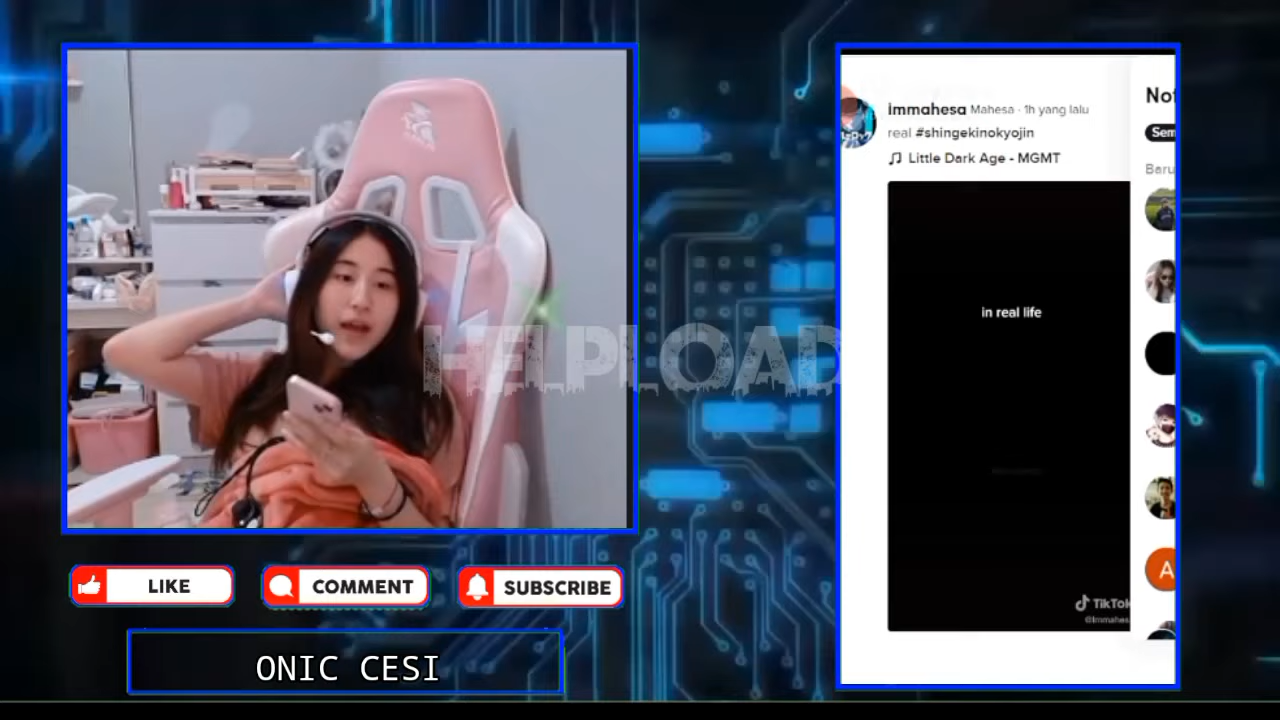 immahesa Mahesa · 1h yang lalu
real #shingekinokyojin
Little Dark Age - MGMT
in real life
TikTok
Sem
Baru
A
HELPLOAD
LIKE
COMMENT
SUBSCRIBE
ONIC CESI